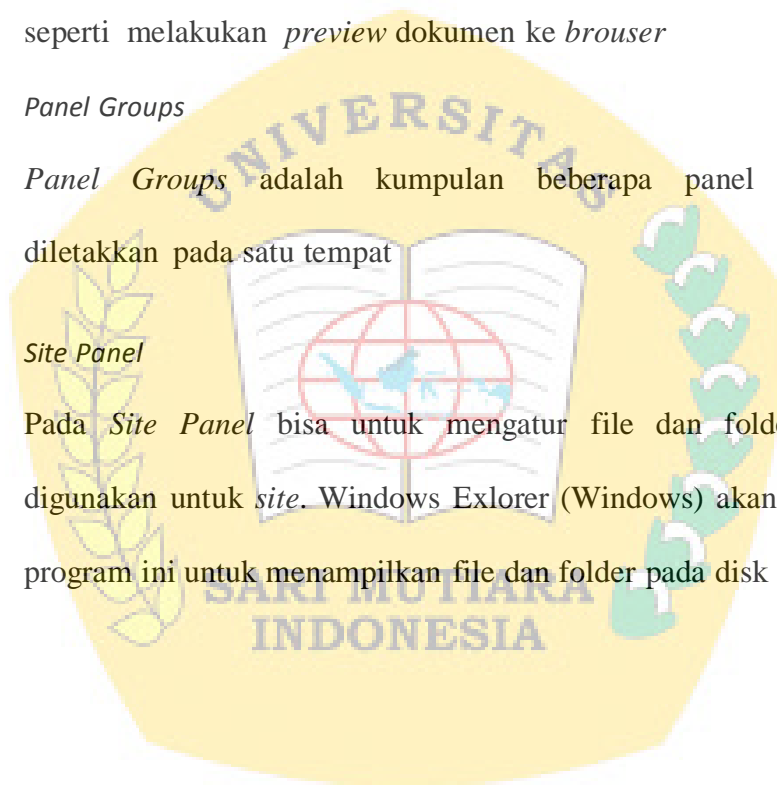 seperti melakukan preview dokumen ke brouser
Panel Groups
UNIVERSITAS
Panel Groups adalah kumpulan beberapa panel
diletakkan pada satu tempat
Site Panel
Pada Site Panel bisa untuk mengatur file dan folde
digunakan untuk site. Windows Exlorer (Windows) akan
program ini untuk menampilkan file dan folder pada disk
SARI MUTIARA
INDONESIA